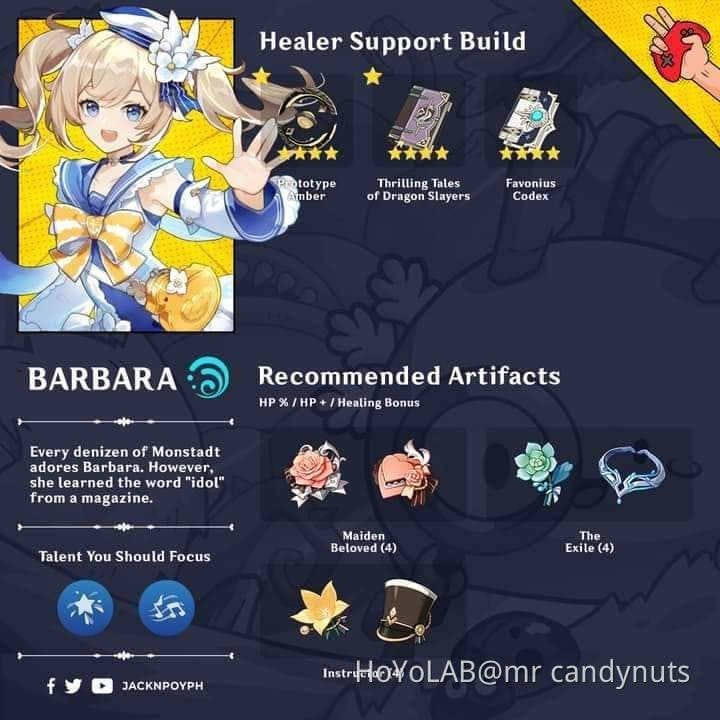 Healer Support Build
Prototype
Amber
Thrilling Tales
of Dragon Slayers
Favonius
Codex
BARBARA
Every denizen of Monstadt
adores Barbara. However,
she learned the word "idol"
from a magazine.
Talent You Should Focus
JACKNPOYPH
Recommended Artifacts
HP % / HP + / Healing Bonus
Maiden
Beloved (4)
The
Exile (4)
Instructor (4)
HoYoLAB@mr candynuts